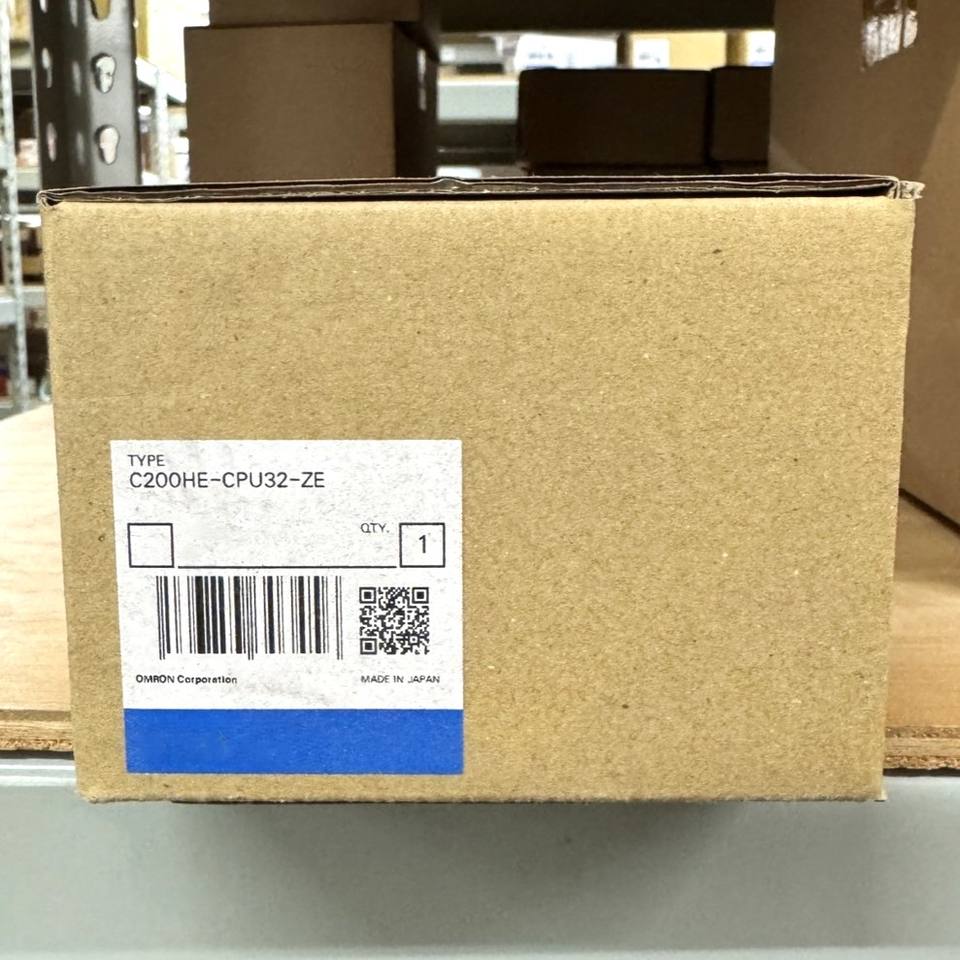 TYPE
C200HE-CPU32-ZE
QTY. 1
OMRON Corporation MADE IN JAPAN